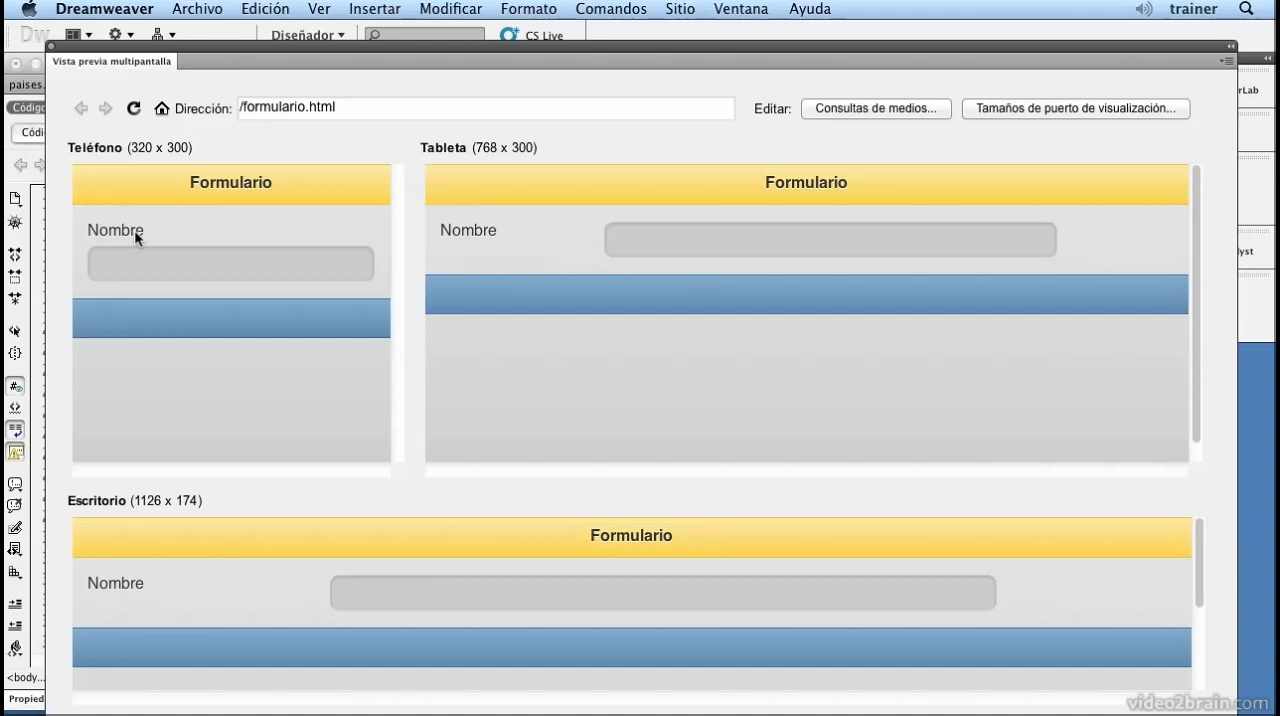 Dreamweaver Archivo Edición Ver Insertar Modificar Formato Comandos Sitio Ventana Ayuda trainer
Dw Diseñador CS Live
Vista previa multipantalla
paises.
Código
Códi
Dirección: /formulario.html Editar: Consultas de medios... Tamaños de puerto de visualización...
rLab
Teléfono (320 x 300) Tableta (768 x 300)
Formulario Formulario
Nombre Nombre
lyst
Escritorio (1126 x 174)
Formulario
Nombre
<body...
Propied
video2brain.com